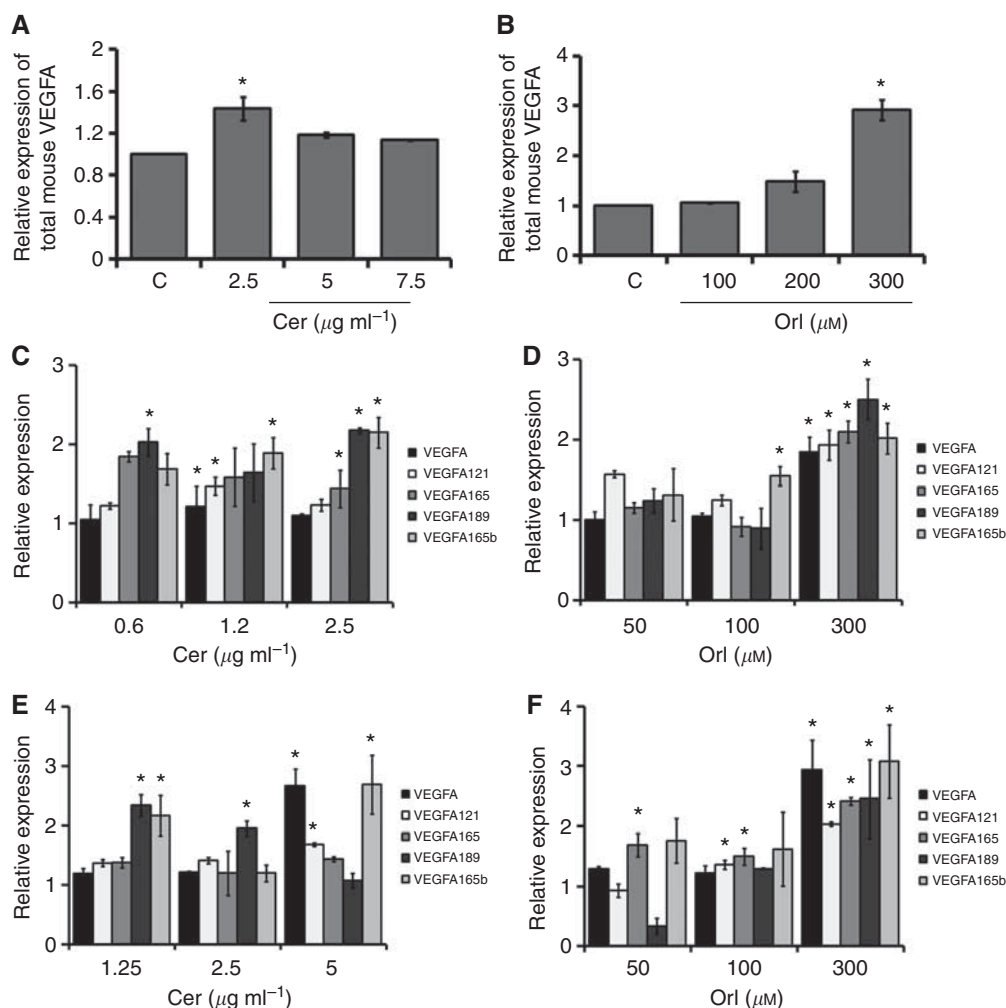 A
Relative expression of
total mouse VEGFA
2
1.6
1.2
0.8
0.4
0
*
C
2.5
5
7.5
Cer (μg ml⁻¹)
B
Relative expression of
total mouse VEGFA
4
3
2
1
0
*
C
100
200
300
Orl (μM)
C
Relative expression
3
2
1
0
*
* * *
* * *
0.6
1.2
2.5
Cer (μg ml⁻¹)
VEGFA
VEGFA121
VEGFA165
VEGFA189
VEGFA165b
D
Relative expression
3
2
1
0
*
* * * * *
50
100
300
Orl (μM)
VEGFA
VEGFA121
VEGFA165
VEGFA189
VEGFA165b
E
Relative expression
4
3
2
1
0
* *
*
* * *
1.25
2.5
5
Cer (μg ml⁻¹)
VEGFA
VEGFA121
VEGFA165
VEGFA189
VEGFA165b
F
Relative expression
4
3
2
1
0
*
* *
* * * * *
50
100
300
Orl (μM)
VEGFA
VEGFA121
VEGFA165
VEGFA189
VEGFA165b